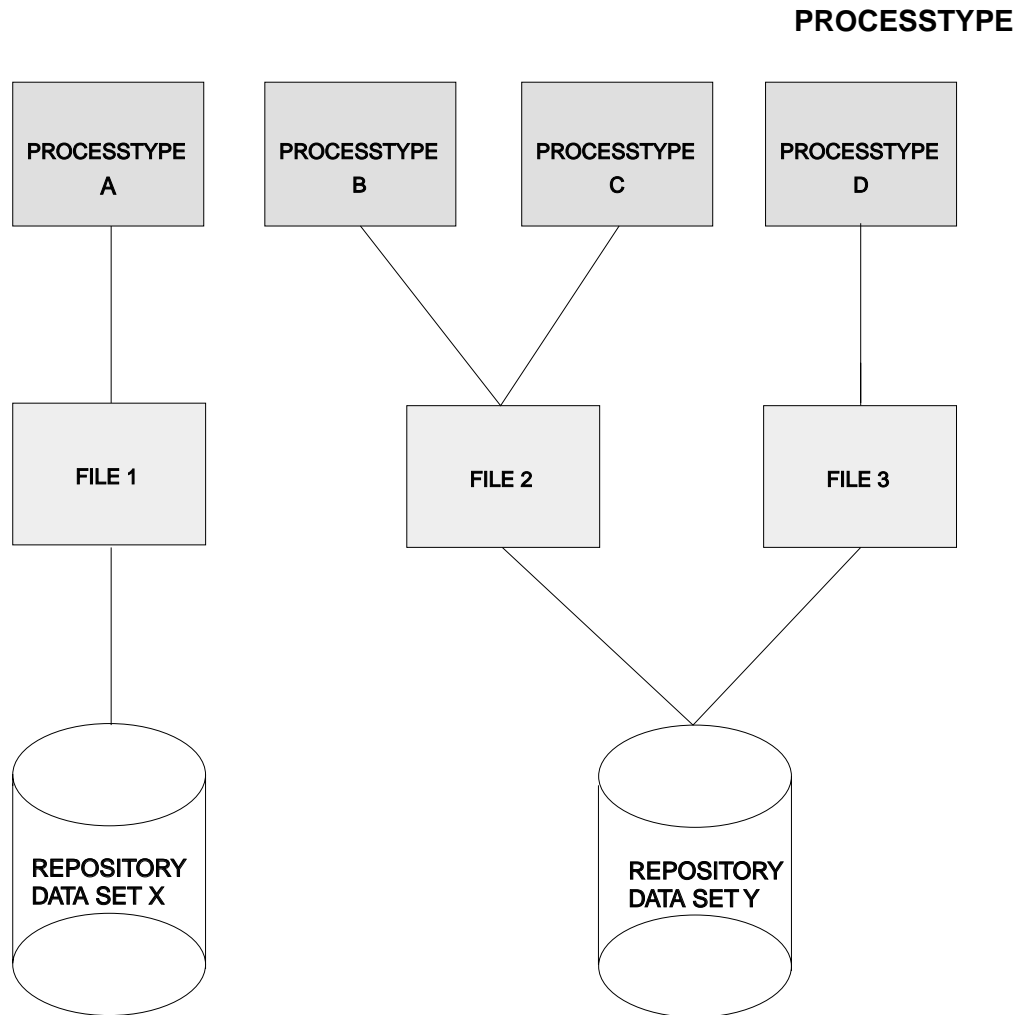 PROCESSTYPE
PROCESSTYPE
A
PROCESSTYPE
B
PROCESSTYPE
C
PROCESSTYPE
D
FILE 1
FILE 2
FILE 3
REPOSITORY
DATA SET X
REPOSITORY
DATA SET Y